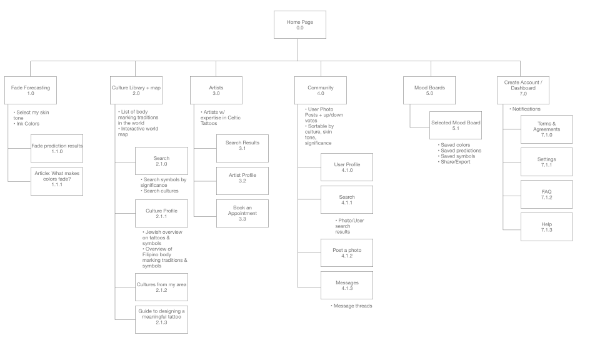 Home Page
0.0
Fade Forecasting
1.0
• Select my skin
tone
• Ink Colors
Fade prediction results
1.1.0
Article: What makes
colors fade?
1.1.1
Culture Library + map
2.0
• List of body
marking traditions
in the world
• Interactive world
map
Search
2.1.0
• Search symbols by
significance
• Search cultures
Culture Profile
2.1.1
• Jewish overview
on tattoos &
symbols
• Overview of
Filipino body
marking traditions &
symbols
Cultures from my area
2.1.2
Guide to designing a
meaningful tattoo
2.1.3
Artists
3.0
• Artists w/
expertise in Celtic
Tattoos
Search Results
3.1
Artist Profile
3.2
Book an
Appointment
3.3
Community
4.0
• User Photo
Posts + up/down
votes
• Sortable by
culture, skin
tone,
significance
User Profile
4.1.0
Search
4.1.1
• Photo/User
search
results
Post a photo
4.1.2
Messages
4.1.3
• Message threads
Mood Boards
5.0
Selected Mood Board
5.1
• Saved colors
• Saved predictions
• Saved symbols
• Share/Export
Create Account /
Dashboard
7.0
• Notifications
Terms &
Agreements
7.1.0
Settings
7.1.1
FAQ
7.1.2
Help
7.1.3